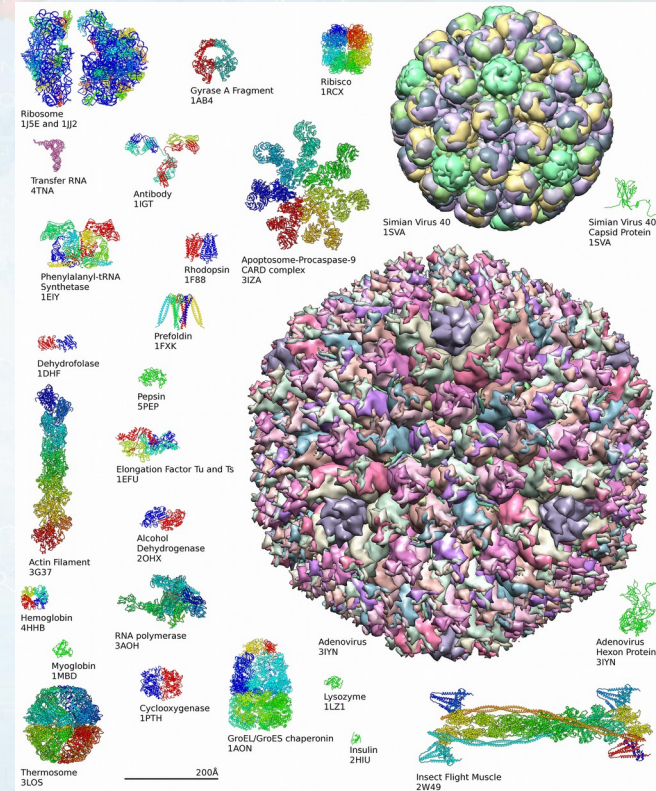 Ribosome
1J5E and 1JJ2
Gyrase A Fragment
1AB4
Ribisco
1RCX
Transfer RNA
4TNA
Antibody
1IGT
Simian Virus 40
1SVA
Simian Virus 40
Capsid Protein
1SVA
Phenylalanyl-tRNA
Synthetase
1EIY
Rhodopsin
1F88
Apoptosome-Procaspase-9
CARD complex
3IZA
Prefoldin
1FXK
Dehydrofolase
1DHF
Pepsin
5PEP
Elongation Factor Tu and Ts
1EFU
Actin Filament
3G37
Alcohol
Dehydrogenase
2OHX
Hemoglobin
4HHB
RNA polymerase
3AOH
Adenovirus
3IYN
Adenovirus
Hexon Protein
3IYN
Myoglobin
1MBD
Cyclooxygenase
1PTH
GroEL/GroES chaperonin
1AON
Lysozyme
1LZ1
Insulin
2HIU
Thermosome
3LOS
200Å
Insect Flight Muscle
2W49